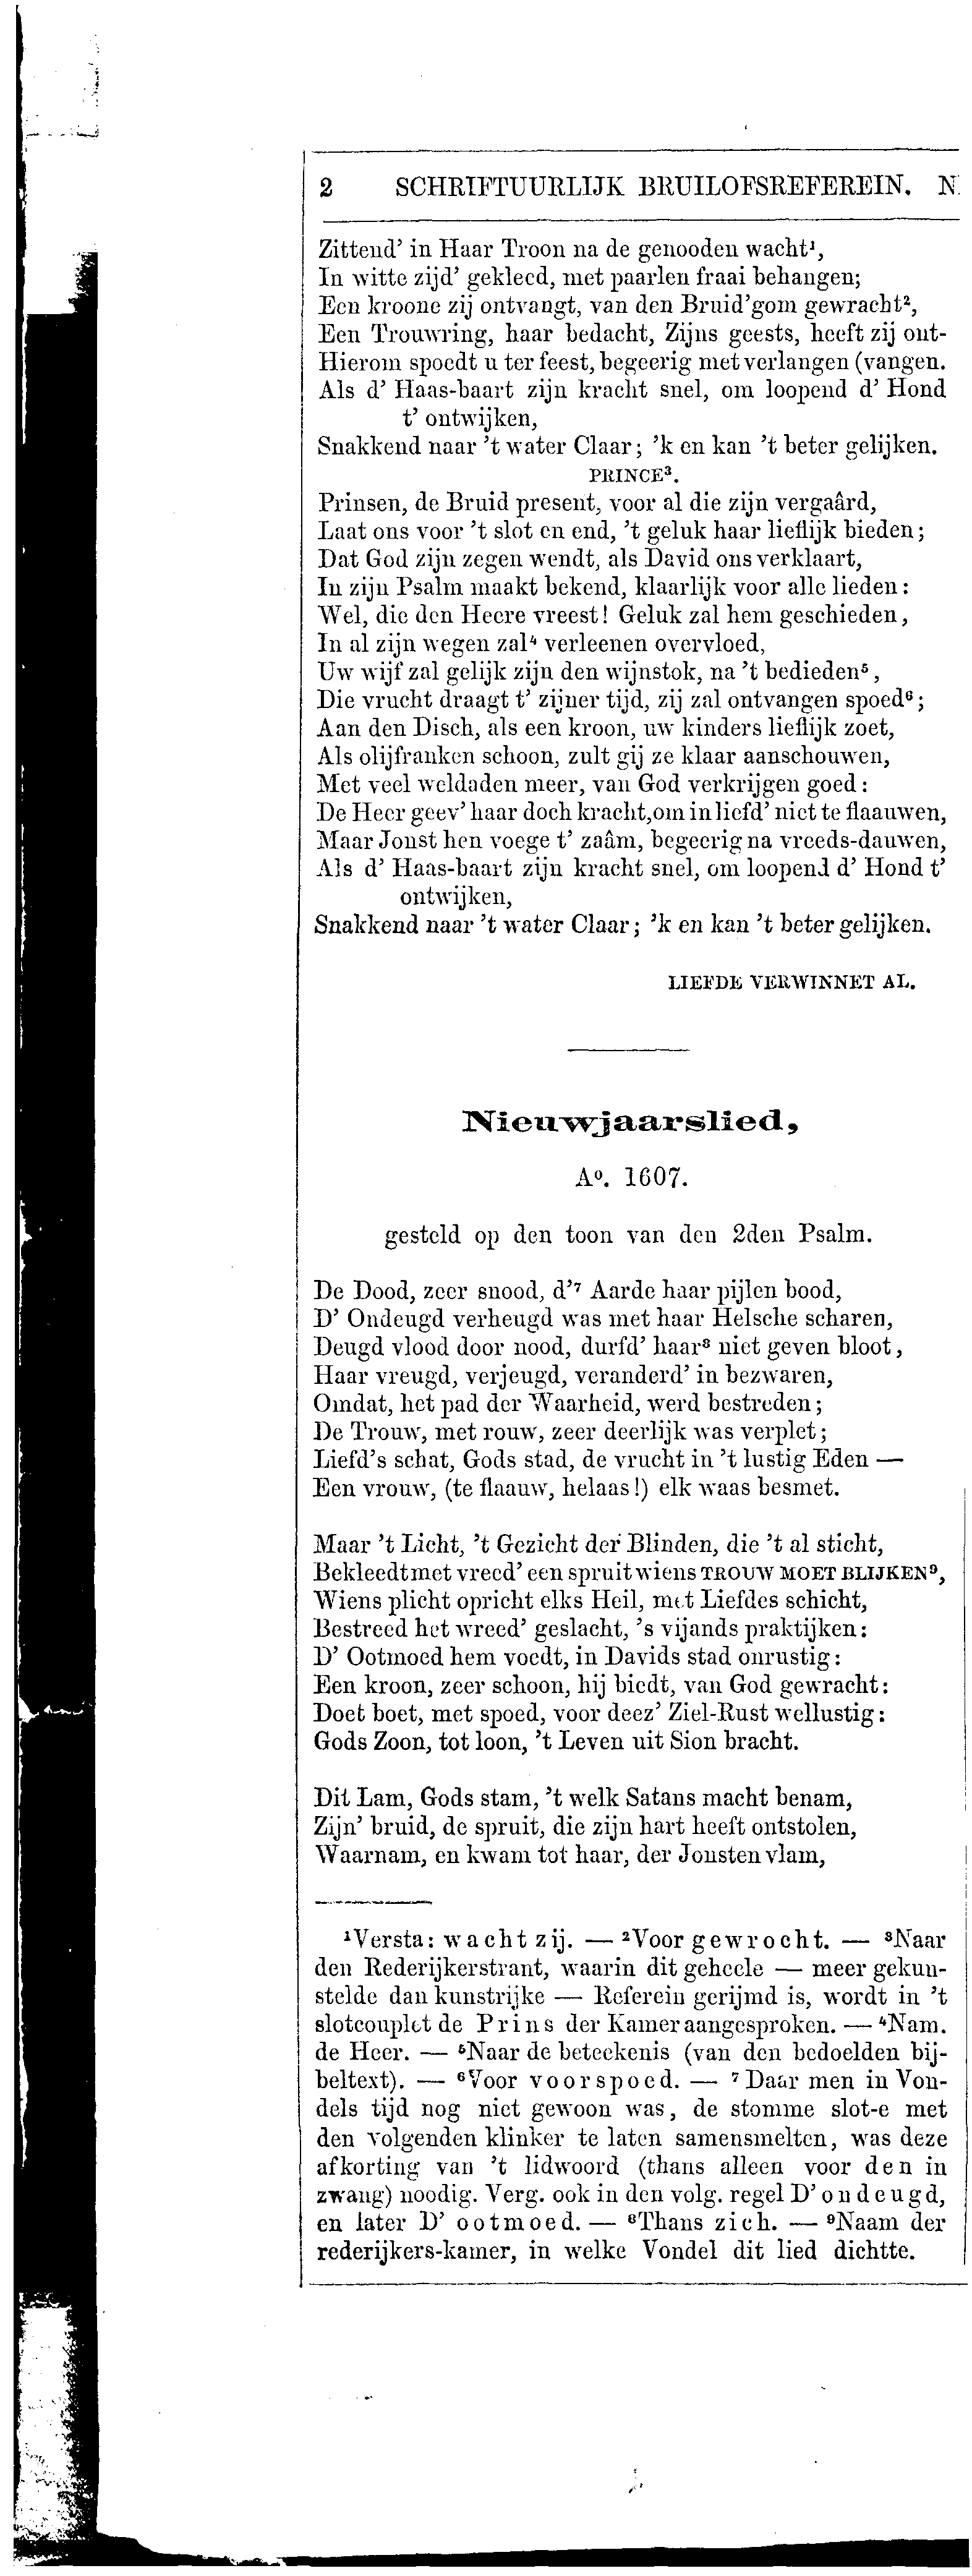 2 SCHRIFTUURLIJK BRUILOFSREFEREIN. N
Zittend' in Haar Troon na de genooden wacht¹,
In witte zijd' gekleed, met paarlen fraai behangen;
Een kroone zij ontvangt, van den Bruid'gom gewracht²,
Een Trouwring, haar bedacht, Zijns geests, heeft zij ont-
Hierom spoedt u ter feest, begeerig met verlangen (vangen.
Als d' Haas-baart zijn kracht snel, om loopend d' Hond
t' ontwijken,
Snakkend naar 't water Claar; 'k en kan 't beter gelijken.
PRINCE³.
Prinsen, de Bruid present, voor al die zijn vergaârd,
Laat ons voor 't slot en end, 't geluk haar lieflijk bieden;
Dat God zijn zegen wendt, als David ons verklaart,
In zijn Psalm maakt bekend, klaarlijk voor alle lieden:
Wel, die den Heere vreest! Geluk zal hem geschieden,
In al zijn wegen zal⁴ verleenen overvloed,
Uw wijf zal gelijk zijn den wijnstok, na 't bedieden⁵,
Die vrucht draagt t' zijner tijd, zij zal ontvangen spoed⁶;
Aan den Disch, als een kroon, uw kinders lieflijk zoet,
Als olijfranken schoon, zult gij ze klaar aanschouwen,
Met veel weldaden meer, van God verkrijgen goed:
De Heer geev' haar doch kracht, om in liefd' niet te flaauwen,
Maar Jonst hen voege t' zaâm, begeerig na vreeds-dauwen,
Als d' Haas-baart zijn kracht snel, om loopend d' Hond t'
ontwijken,
Snakkend naar 't water Claar; 'k en kan 't beter gelijken.
LIEFDE VERWINNET AL.
Nieuwjaarslied,
Aº. 1607.
gesteld op den toon van den 2den Psalm.
De Dood, zeer snood, d'⁷ Aarde haar pijlen bood,
D' Ondeugd verheugd was met haar Helsche scharen,
Deugd vlood door nood, durfd' haar⁸ niet geven bloot,
Haar vreugd, verjeugd, veranderd' in bezwaren,
Omdat, het pad der Waarheid, werd bestreden;
De Trouw, met rouw, zeer deerlijk was verplet;
Liefd's schat, Gods stad, de vrucht in 't lustig Eden —
Een vrouw, (te flaauw, helaas!) elk waas besmet.
Maar 't Licht, 't Gezicht der Blinden, die 't al sticht,
Bekleedt met vreed' een spruit wiens TROUW MOET BLIJKEN⁹,
Wiens plicht opricht elks Heil, met Liefdes schicht,
Bestreed het wreed' geslacht, 's vijands praktijken:
D' Ootmoed hem voedt, in Davids stad onrustig:
Een kroon, zeer schoon, hij biedt, van God gewracht:
Doet boet, met spoed, voor deez' Ziel-Rust wellustig:
Gods Zoon, tot loon, 't Leven uit Sion bracht.
Dit Lam, Gods stam, 't welk Satans macht benam,
Zijn' bruid, de spruit, die zijn hart heeft ontstolen,
Waarnam, en kwam tot haar, der Jonsten vlam,
¹Versta: wacht zij. — ²Voor gewrocht. — ³Naar
den Rederijkerstrant, waarin dit geheele — meer gekun-
stelde dan kunstrijke — Referein gerijmd is, wordt in 't
slotcouplet de Prins der Kamer aangesproken. — ⁴Nam.
de Heer. — ⁵Naar de beteekenis (van den bedoelden bij-
beltext). — ⁶Voor voorspoed. — ⁷Daar men in Von-
dels tijd nog niet gewoon was, de stomme slot-e met
den volgenden klinker te laten samensmelten, was deze
afkorting van 't lidwoord (thans alleen voor den in
zwang) noodig. Verg. ook in den volg. regel D' ondeugd,
en later D' ootmoed. — ⁸Thans zich. — ⁹Naam der
rederijkers-kamer, in welke Vondel dit lied dichtte.